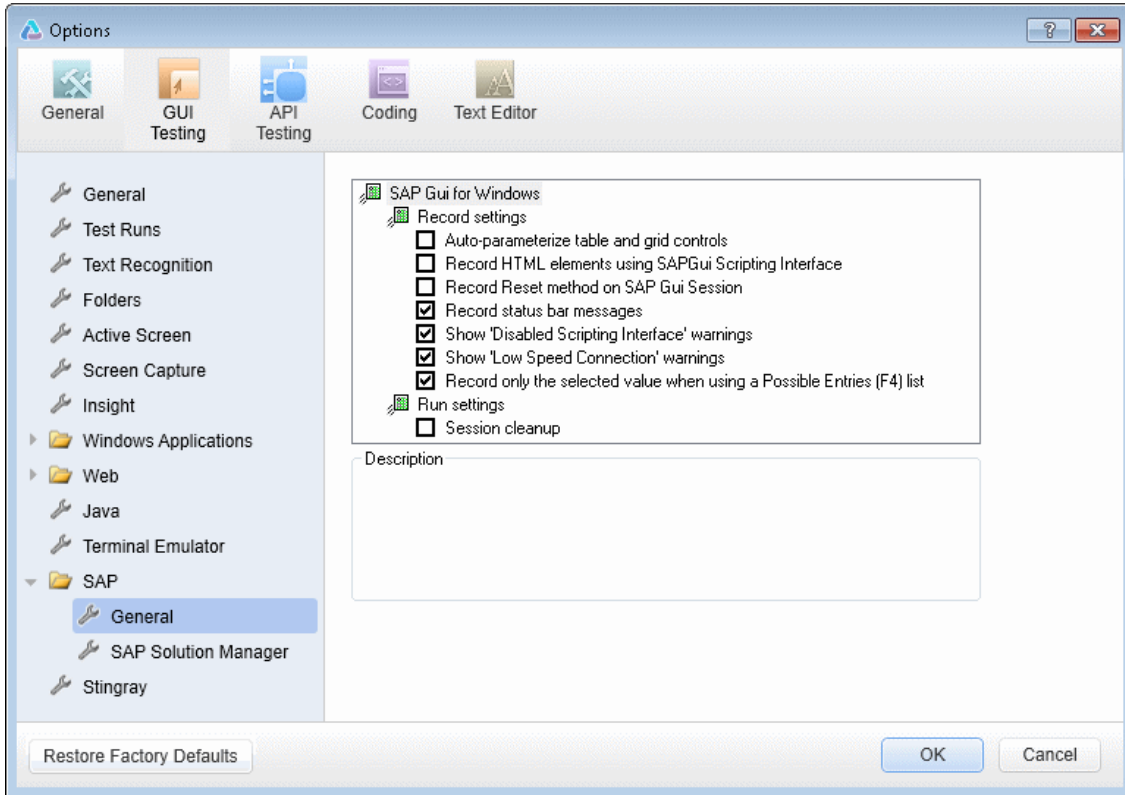 Options
General
GUI
Testing
API
Testing
Coding
Text Editor
General
Test Runs
Text Recognition
Folders
Active Screen
Screen Capture
Insight
Windows Applications
Web
Java
Terminal Emulator
SAP
General
SAP Solution Manager
Stingray
SAP Gui for Windows
Record settings
Auto-parameterize table and grid controls
Record HTML elements using SAPGui Scripting Interface
Record Reset method on SAP Gui Session
Record status bar messages
Show 'Disabled Scripting Interface' warnings
Show 'Low Speed Connection' warnings
Record only the selected value when using a Possible Entries (F4) list
Run settings
Session cleanup
Description
Restore Factory Defaults
OK
Cancel